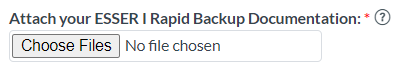 Attach your ESSER I Rapid Backup Documentation: * ?
Choose Files No file chosen